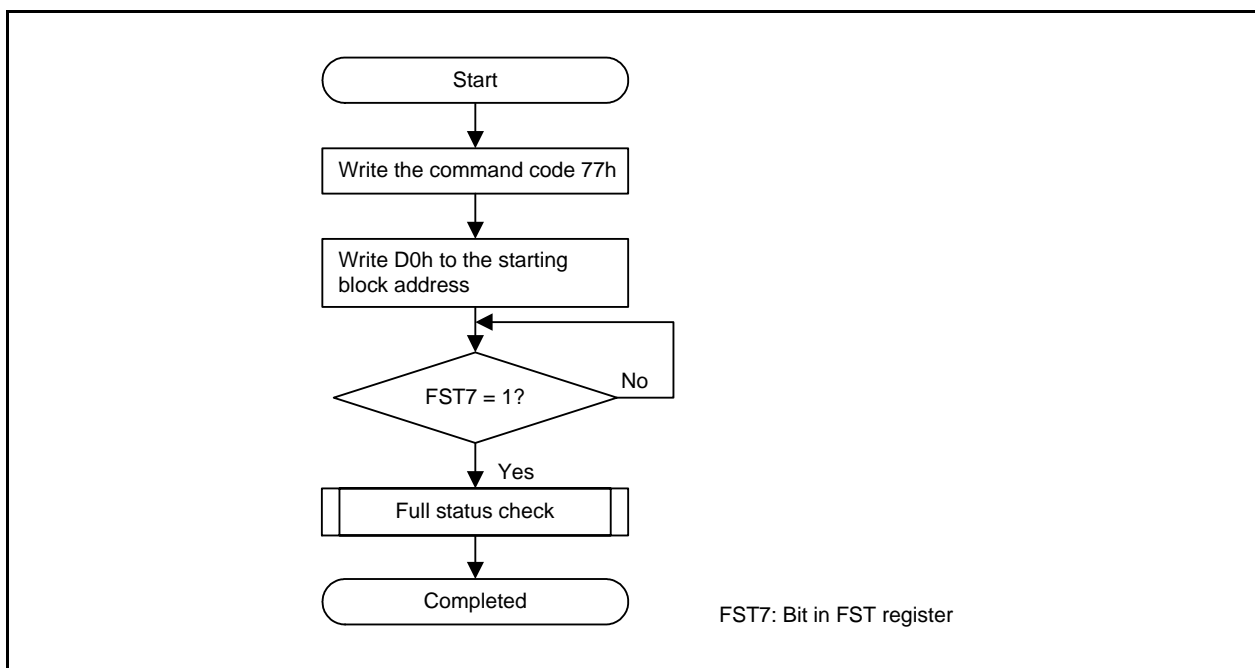 Start
Write the command code 77h
Write D0h to the starting
block address
FST7 = 1?
No
Yes
Full status check
Completed
FST7: Bit in FST register